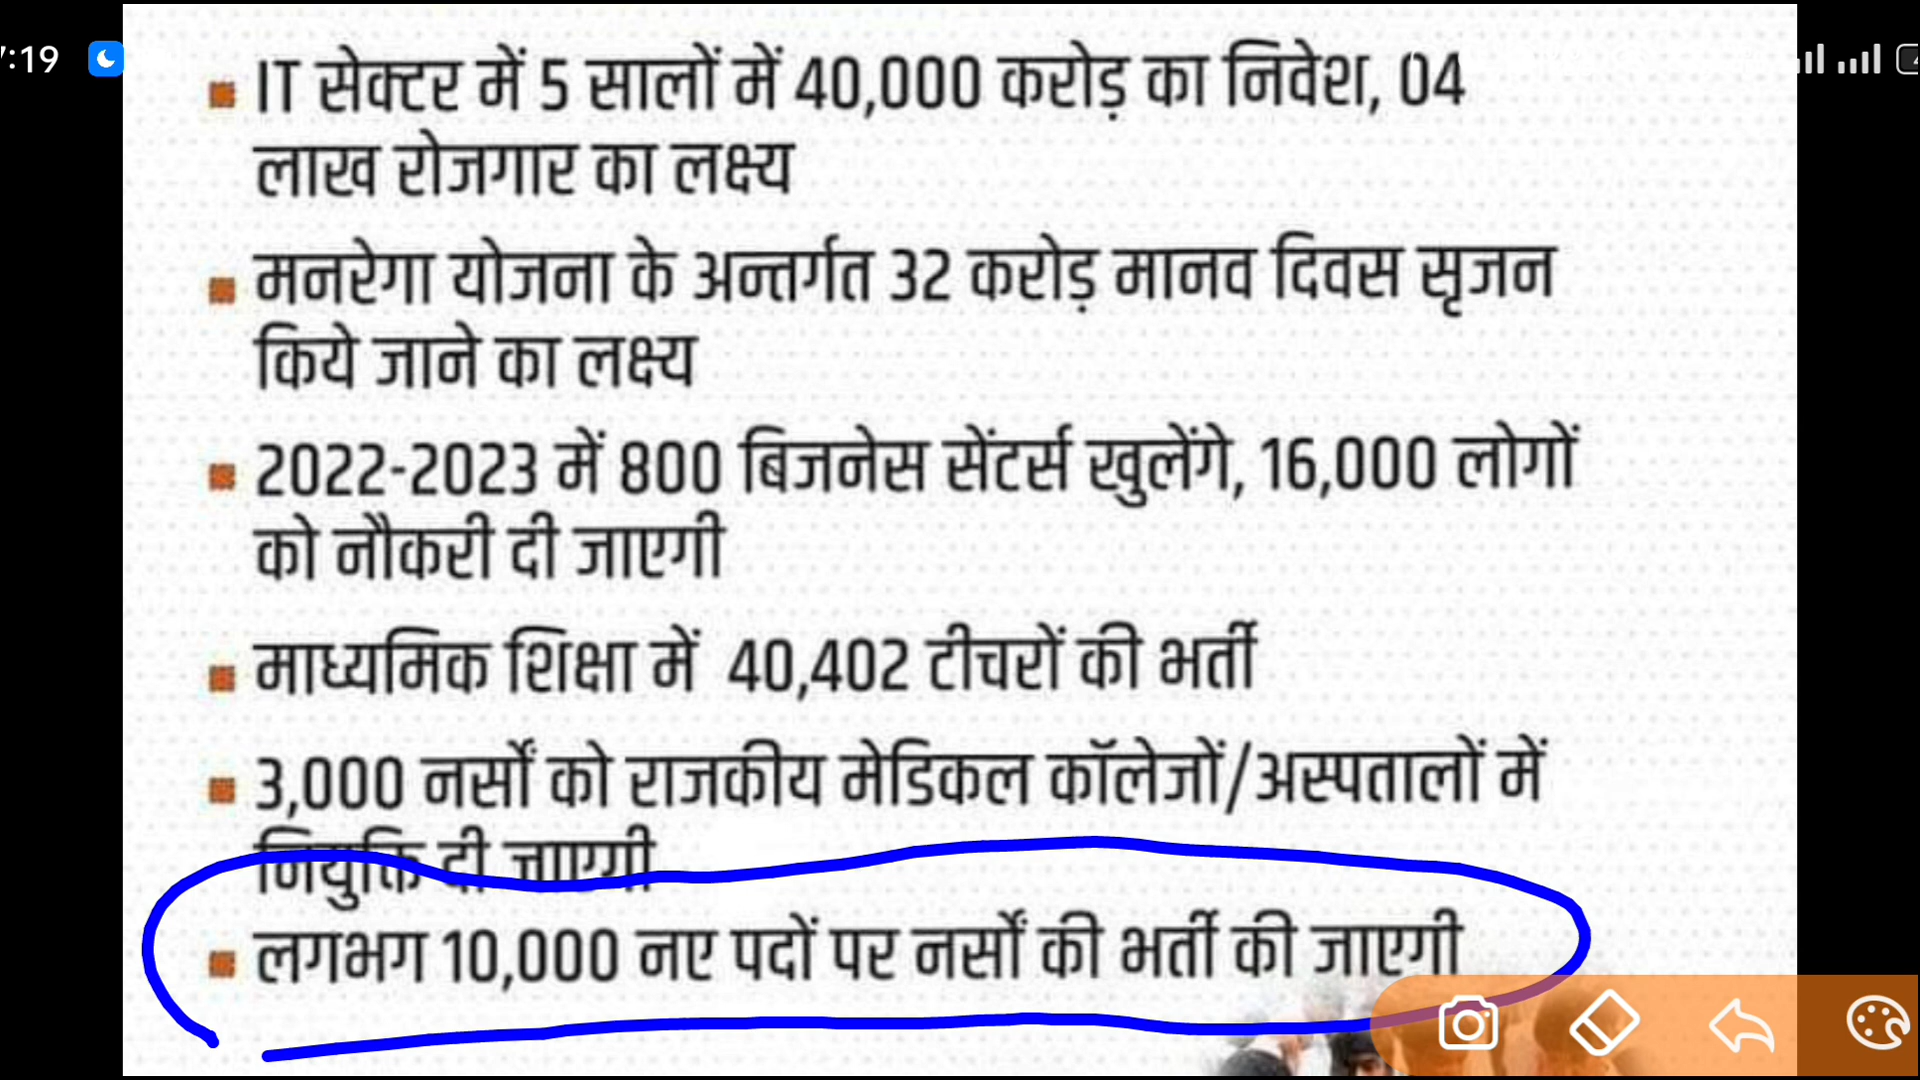 7:19
IT सेक्टर में 5 सालों में 40,000 करोड़ का निवेश, 04
लाख रोजगार का लक्ष्य
मनरेगा योजना के अन्तर्गत 32 करोड़ मानव दिवस सृजन
किये जाने का लक्ष्य
2022-2023 में 800 बिजनेस सेंटर्स खुलेंगे, 16,000 लोगों
को नौकरी दी जाएगी
माध्यमिक शिक्षा में 40,402 टीचरों की भर्ती
3,000 नर्सों को राजकीय मेडिकल कॉलेजों/अस्पतालों में
नियुक्ति दी जाएगी
लगभग 10,000 नए पदों पर नर्सों की भर्ती की जाएगी